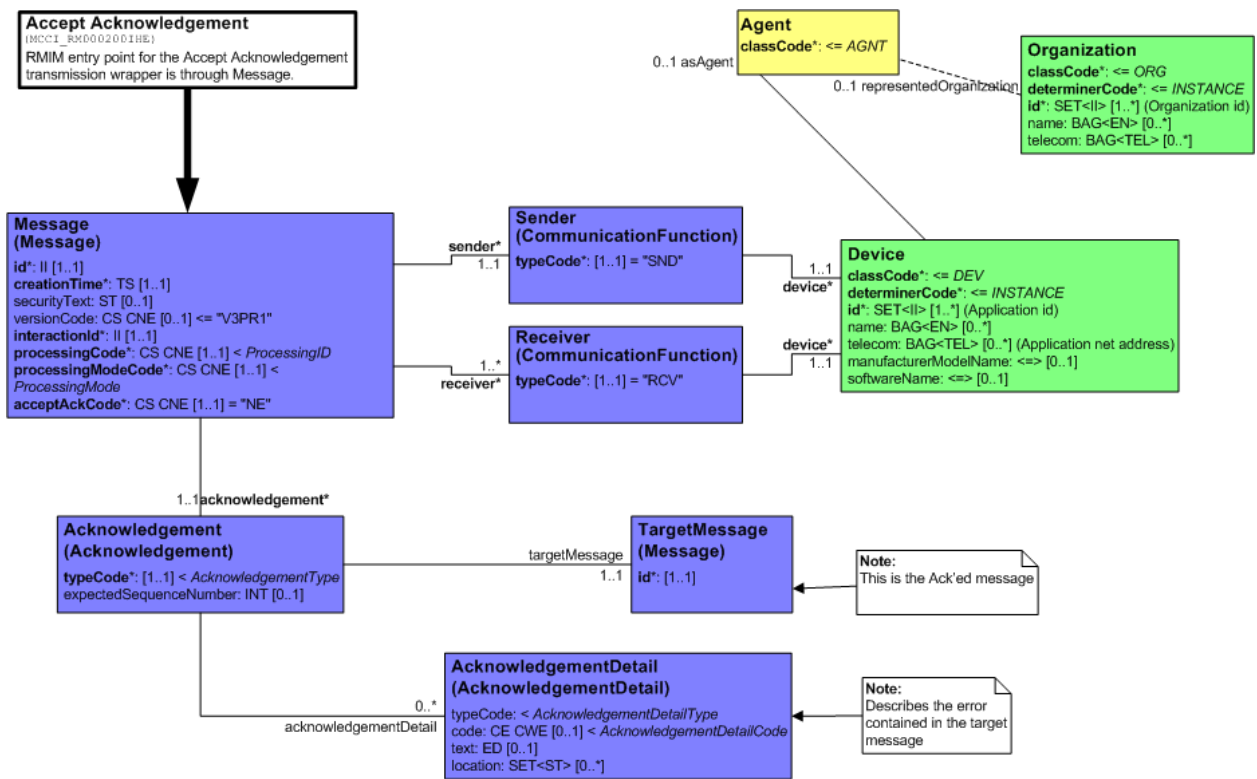 Accept Acknowledgement
(MCCI_RM000200IHE)
RMIM entry point for the Accept Acknowledgement
transmission wrapper is through Message.
Agent
classCode*: <= AGNT
0..1 asAgent
0..1 representedOrganization
Organization
classCode*: <= ORG
determinerCode*: <= INSTANCE
id*: SET<II> [1..*] (Organization id)
name: BAG<EN> [0..*]
telecom: BAG<TEL> [0..*]
Message
(Message)
id*: II [1..1]
creationTime*: TS [1..1]
securityText: ST [0..1]
versionCode: CS CNE [0..1] <= "V3PR1"
interactionId*: II [1..1]
processingCode*: CS CNE [1..1] < ProcessingID
processingModeCode*: CS CNE [1..1] <
ProcessingMode
acceptAckCode*: CS CNE [1..1] = "NE"
sender*
1..1
Sender
(CommunicationFunction)
typeCode*: [1..1] = "SND"
1..1
device*
1..*
receiver*
Receiver
(CommunicationFunction)
typeCode*: [1..1] = "RCV"
device*
1..1
Device
classCode*: <= DEV
determinerCode*: <= INSTANCE
id*: SET<II> [1..*] (Application id)
name: BAG<EN> [0..*]
telecom: BAG<TEL> [0..*] (Application net address)
manufacturerModelName: <=> [0..1]
softwareName: <=> [0..1]
1..1acknowledgement*
Acknowledgement
(Acknowledgement)
typeCode*: [1..1] < AcknowledgementType
expectedSequenceNumber: INT [0..1]
targetMessage
1..1
TargetMessage
(Message)
id*: [1..1]
Note:
This is the Ack'ed message
0..*
acknowledgementDetail
AcknowledgementDetail
(AcknowledgementDetail)
typeCode: < AcknowledgementDetailType
code: CE CWE [0..1] < AcknowledgementDetailCode
text: ED [0..1]
location: SET<ST> [0..*]
Note:
Describes the error
contained in the target
message